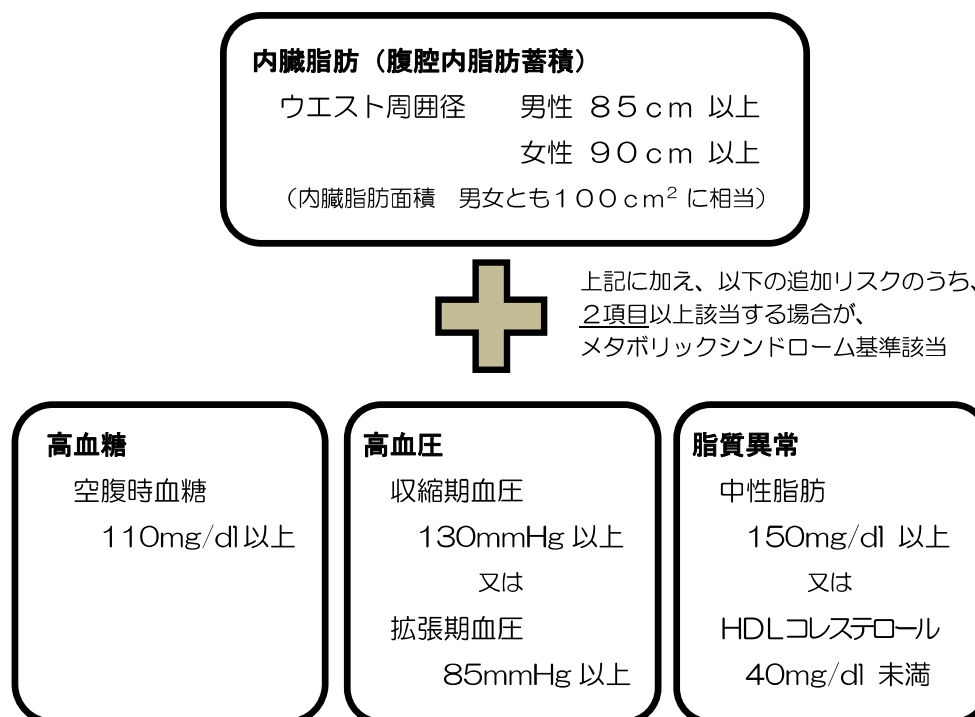 内臓脂肪（腹腔内脂肪蓄積）
ウエスト周囲径　男性 ８５ｃｍ 以上
女性 ９０ｃｍ 以上
（内臓脂肪面積　男女とも１００ｃｍ² に相当）
上記に加え、以下の追加リスクのうち、
２項目以上該当する場合が、
メタボリックシンドローム基準該当
高血糖
空腹時血糖
110mg/dl以上
高血圧
収縮期血圧
130mmHg 以上
又は
拡張期血圧
85mmHg 以上
脂質異常
中性脂肪
150mg/dl 以上
又は
HDLコレステロール
40mg/dl 未満